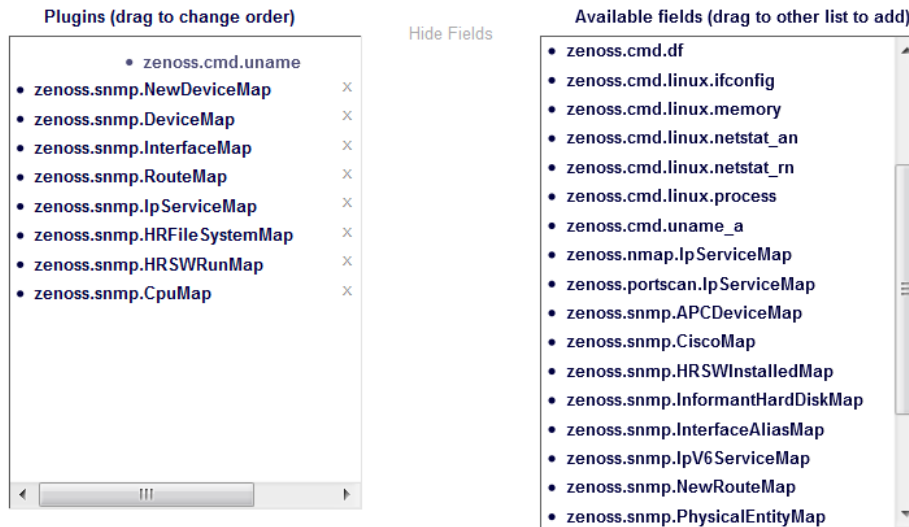 Plugins (drag to change order)
zenoss.cmd.uname
zenoss.snmp.NewDeviceMap X
zenoss.snmp.DeviceMap X
zenoss.snmp.InterfaceMap X
zenoss.snmp.RouteMap X
zenoss.snmp.IpServiceMap X
zenoss.snmp.HRFileSystemMap X
zenoss.snmp.HRSWRunMap X
zenoss.snmp.CpuMap X
Hide Fields
Available fields (drag to other list to add)
zenoss.cmd.df
zenoss.cmd.linux.ifconfig
zenoss.cmd.linux.memory
zenoss.cmd.linux.netstat_an
zenoss.cmd.linux.netstat_rn
zenoss.cmd.linux.process
zenoss.cmd.uname_a
zenoss.nmap.IpServiceMap
zenoss.portscan.IpServiceMap
zenoss.snmp.APCDeviceMap
zenoss.snmp.CiscoMap
zenoss.snmp.HRSWInstalledMap
zenoss.snmp.InformantHardDiskMap
zenoss.snmp.InterfaceAliasMap
zenoss.snmp.IpV6ServiceMap
zenoss.snmp.NewRouteMap
zenoss.snmp.PhysicalEntityMap